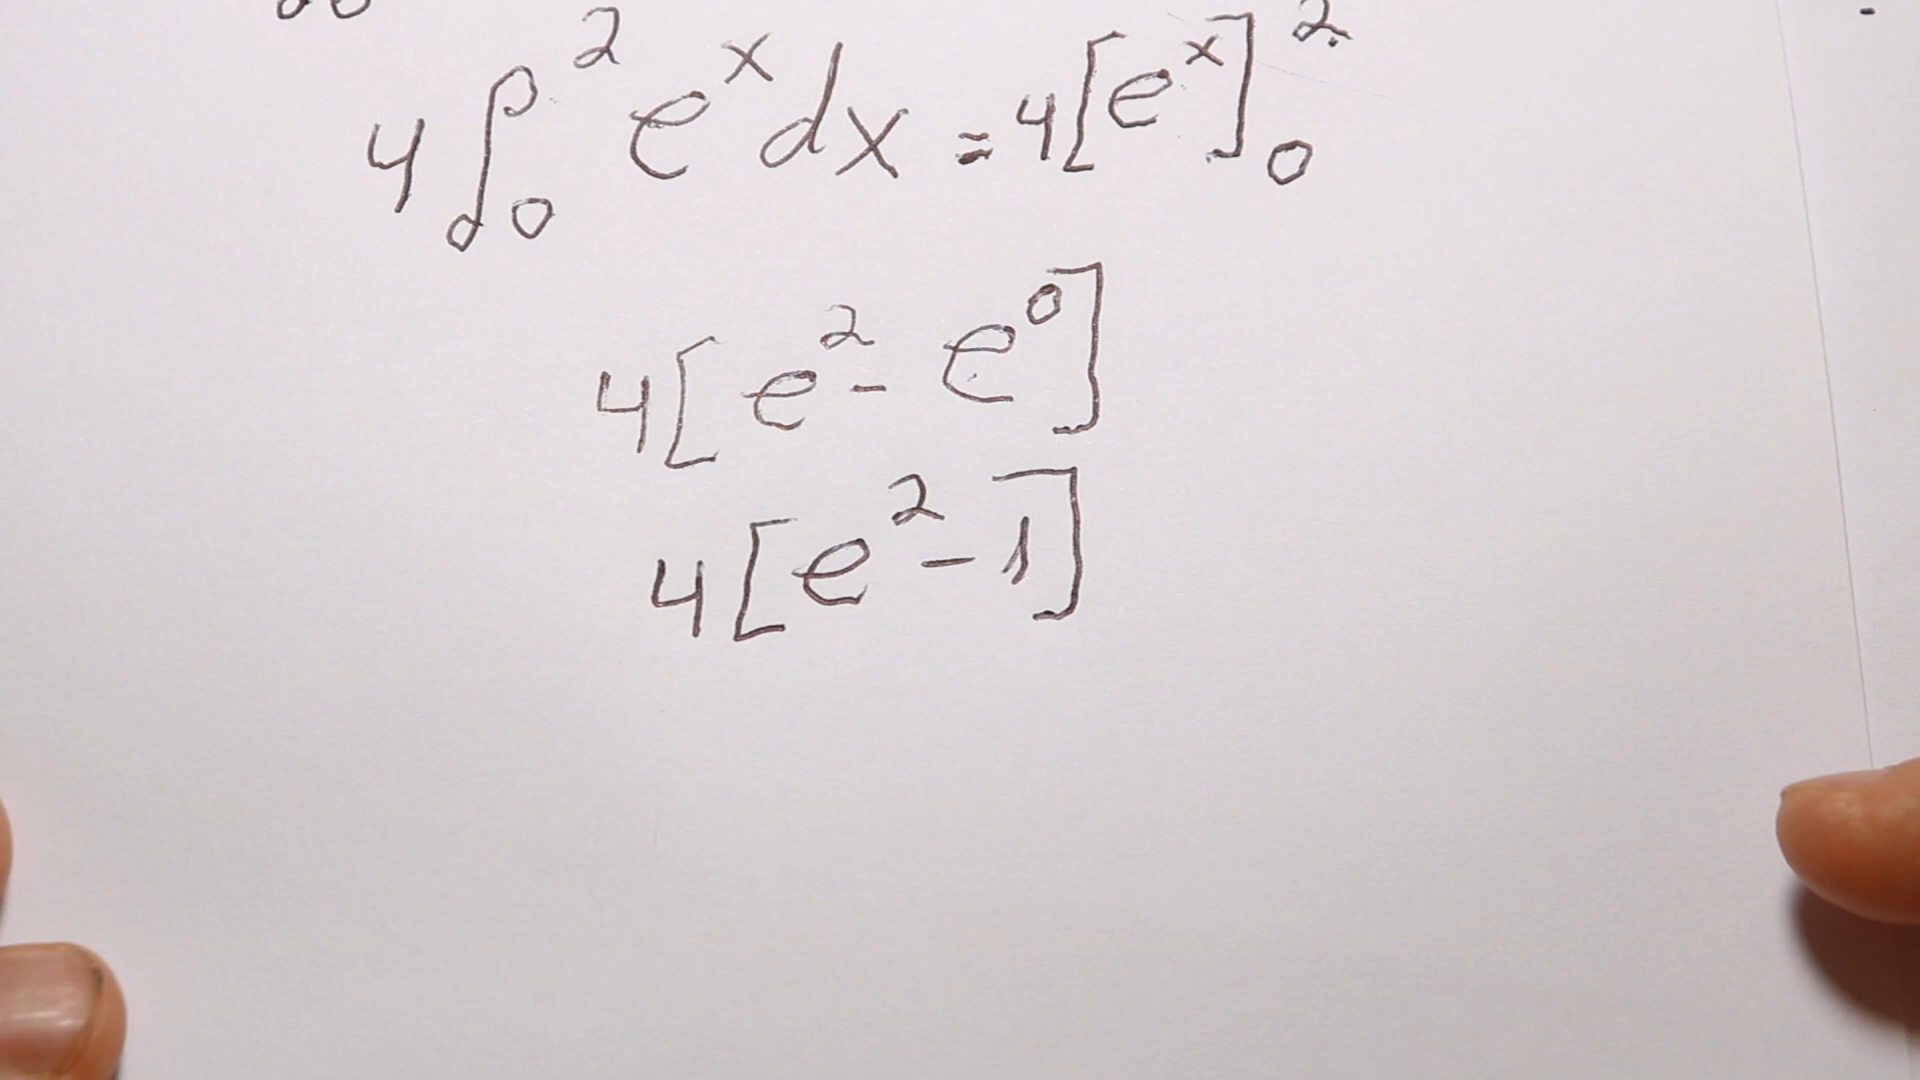 4∫₀² eˣ dx = 4[eˣ]₀²
4[e² - e⁰]
4[e² - 1]